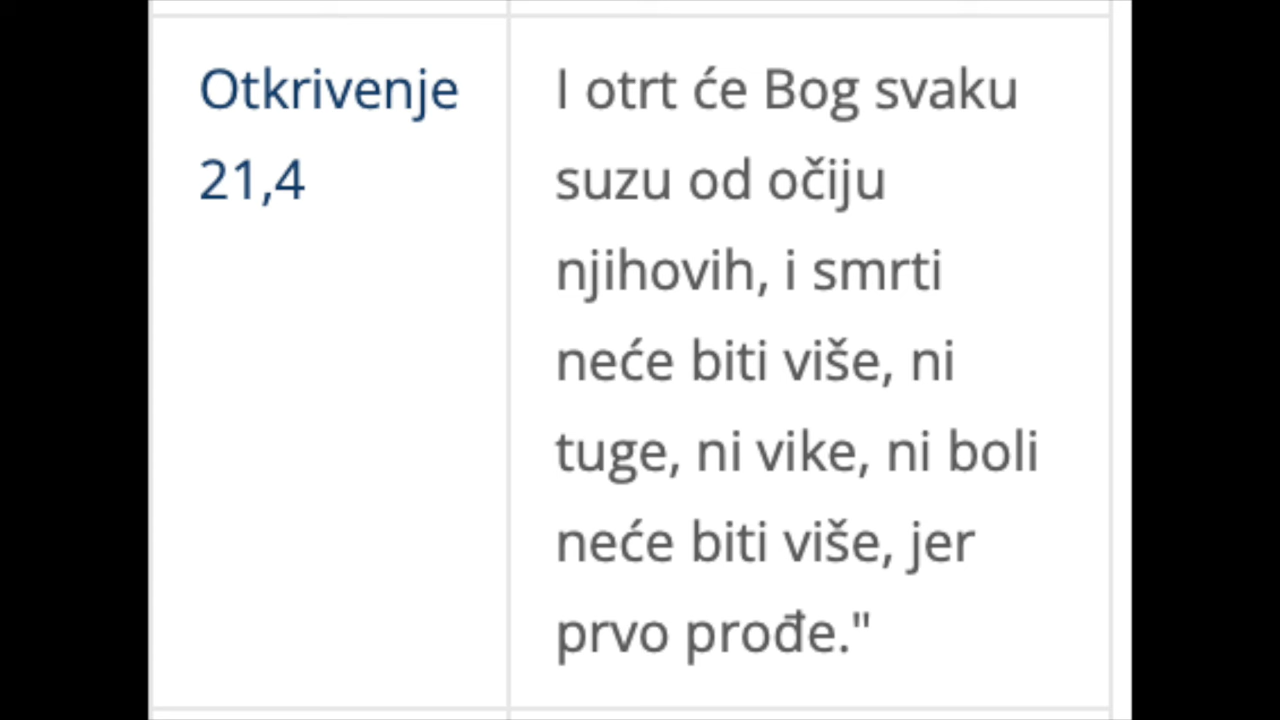 Otkrivenje
21,4
I otrt će Bog svaku
suzu od očiju
njihovih, i smrti
neće biti više, ni
tuge, ni vike, ni boli
neće biti više, jer
prvo prođe."